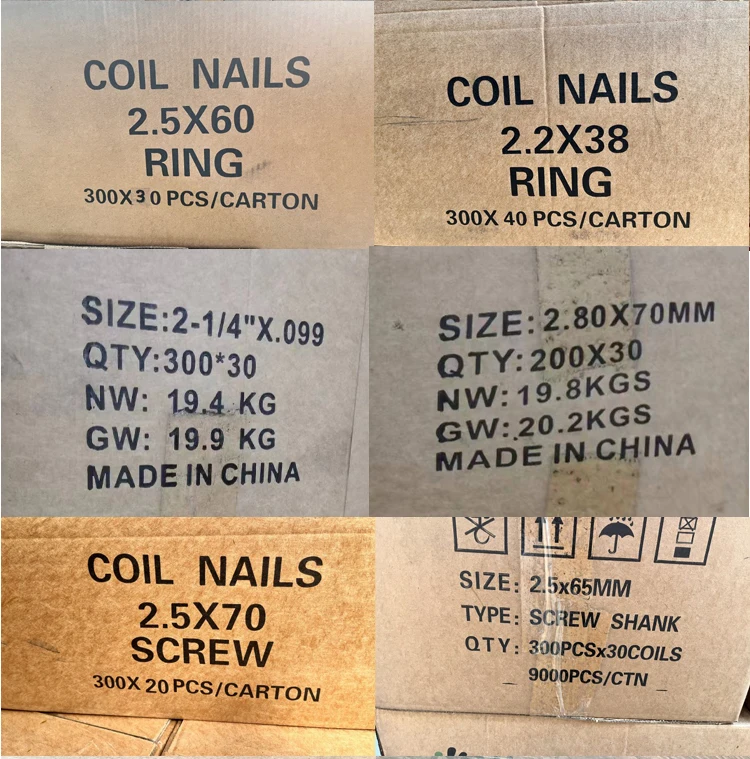 COIL NAILS
2.5X60
RING
300X30 PCS/CARTON
COIL NAILS
2.2X38
RING
300X 40 PCS/CARTON
SIZE:2-1/4"X.099
QTY:300*30
NW: 19.4 KG
GW: 19.9 KG
MADE IN CHINA
SIZE:2.80X70MM
QTY:200X30
NW:19.8KGS
GW:20.2KGS
MADE IN CHINA
COIL NAILS
2.5X70
SCREW
300X 20 PCS/CARTON
SIZE: 2.5x65MM
TYPE: SCREW SHANK
QTY: 300PCSx30COILS
9000PCS/CTN